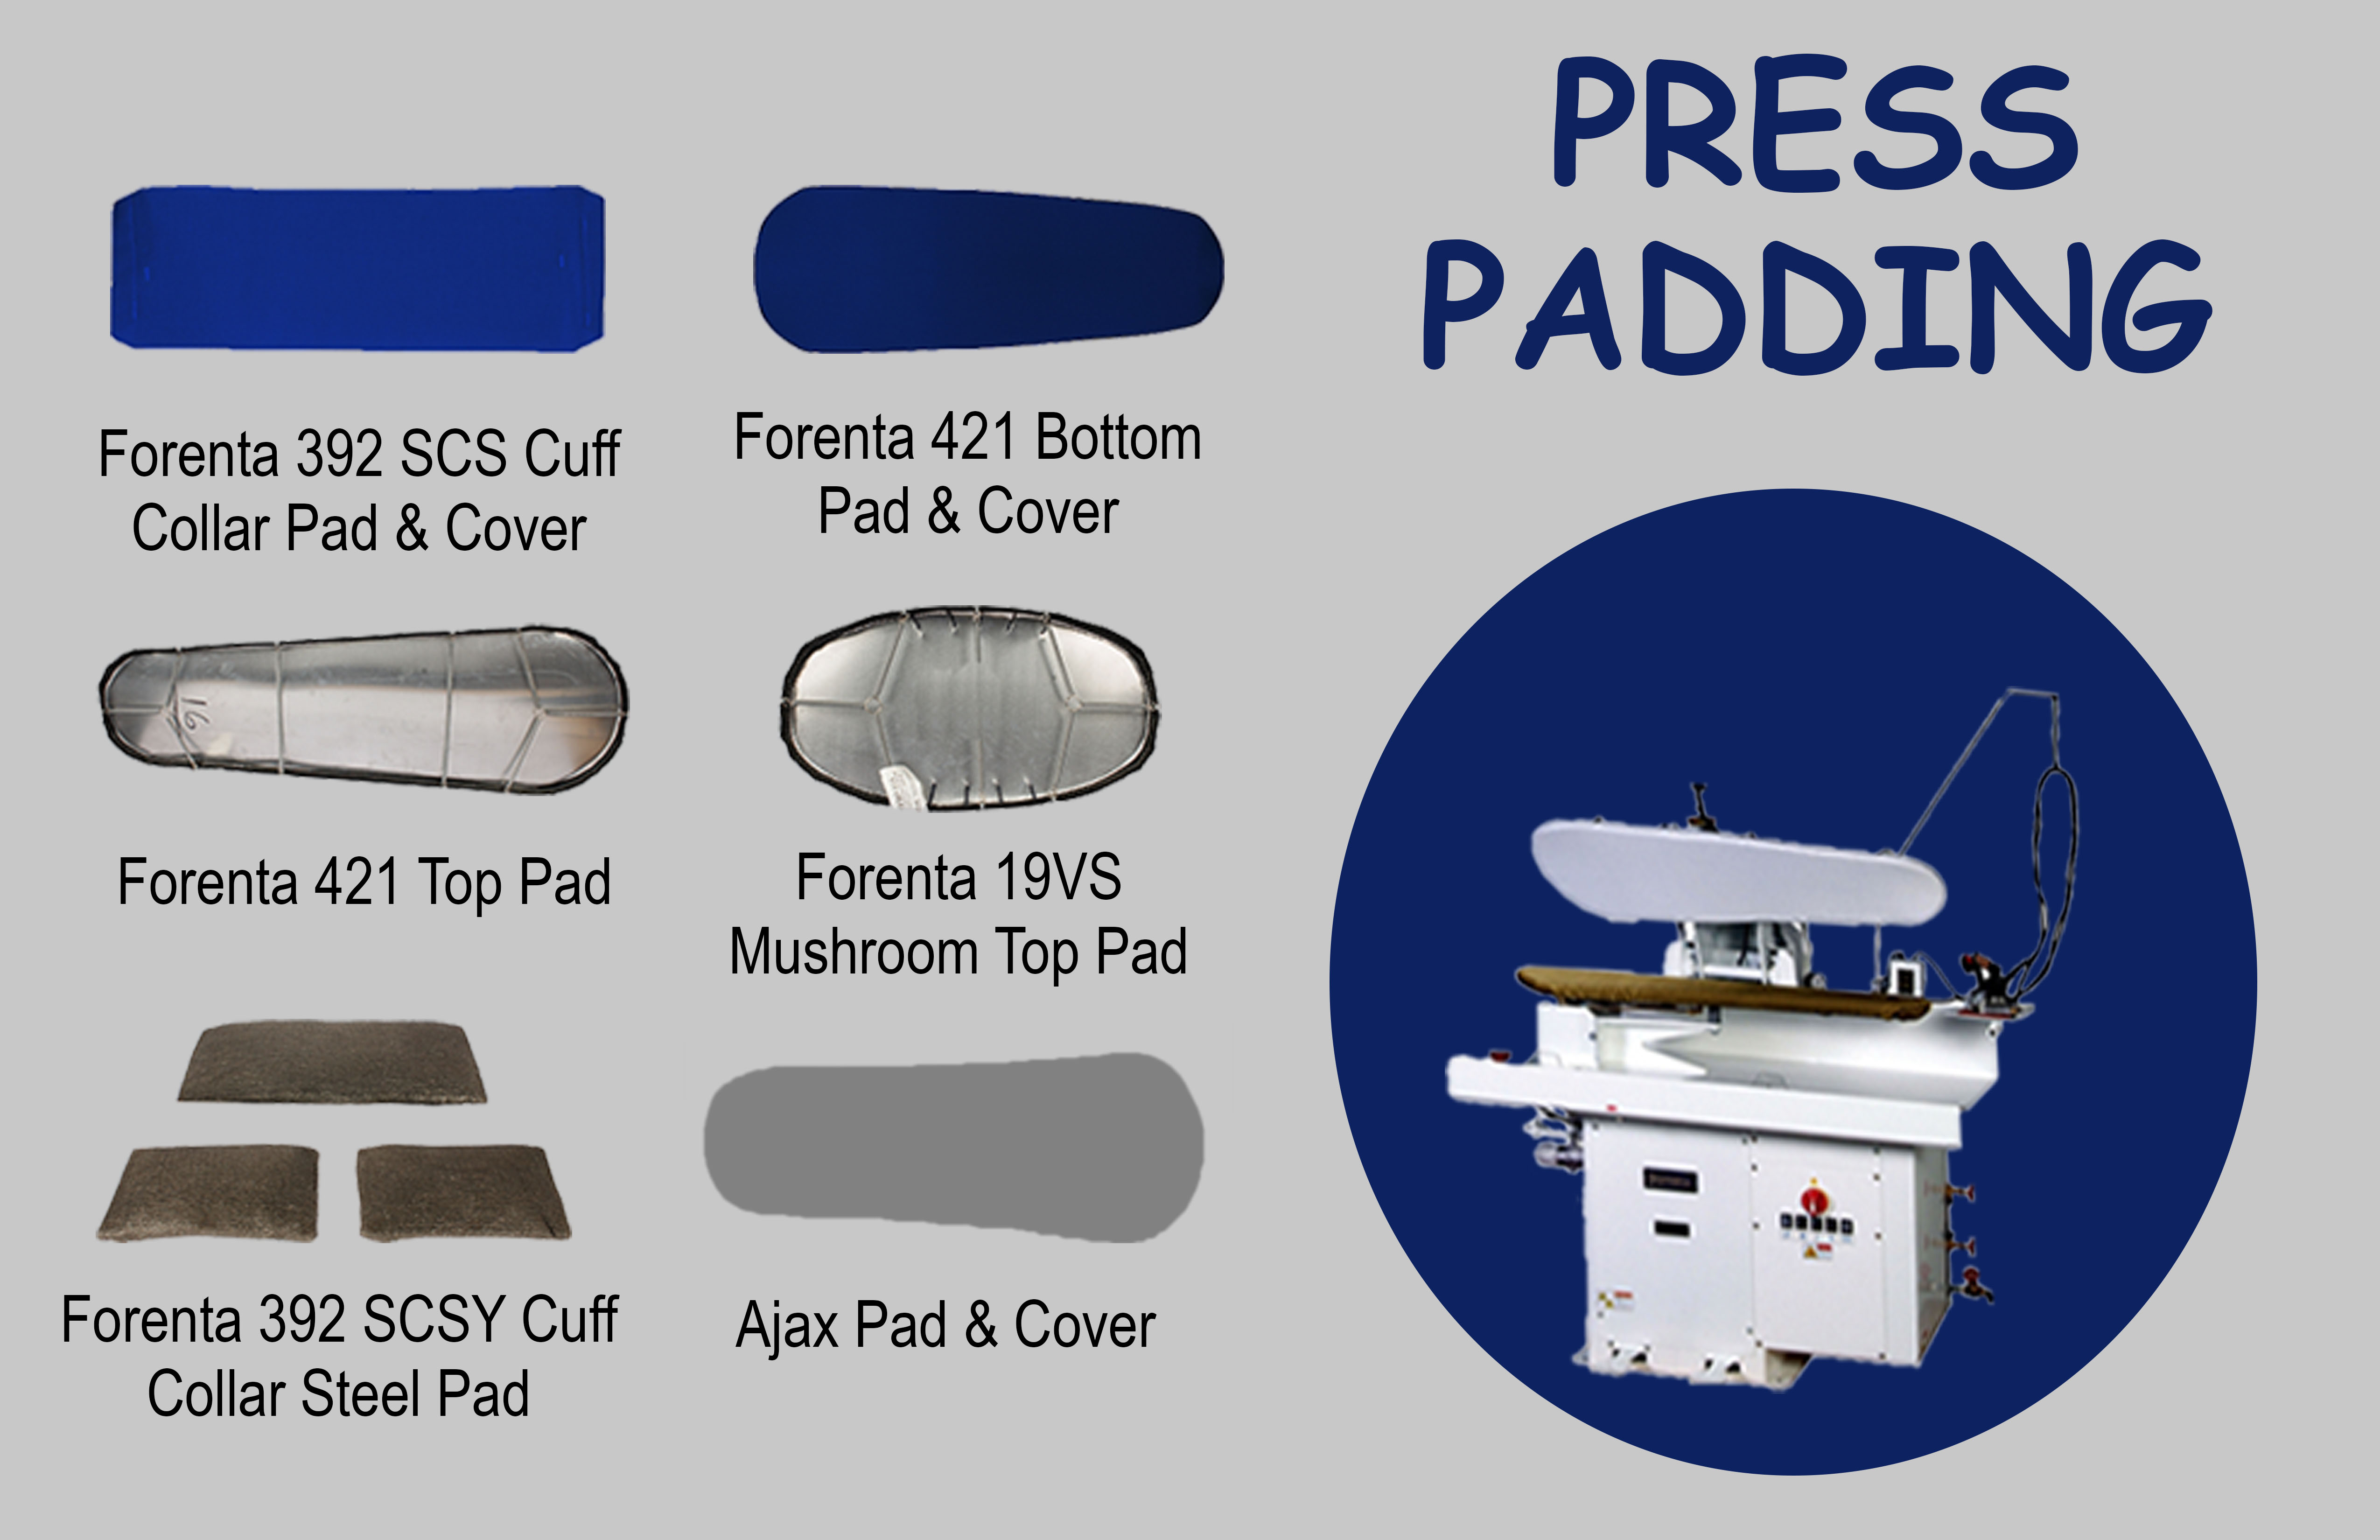 PRESS
PADDING
Forenta 392 SCS Cuff
Collar Pad & Cover
Forenta 421 Bottom
Pad & Cover
Forenta 421 Top Pad
16
Forenta 19VS
Mushroom Top Pad
Forenta 392 SCSY Cuff
Collar Steel Pad
Ajax Pad & Cover